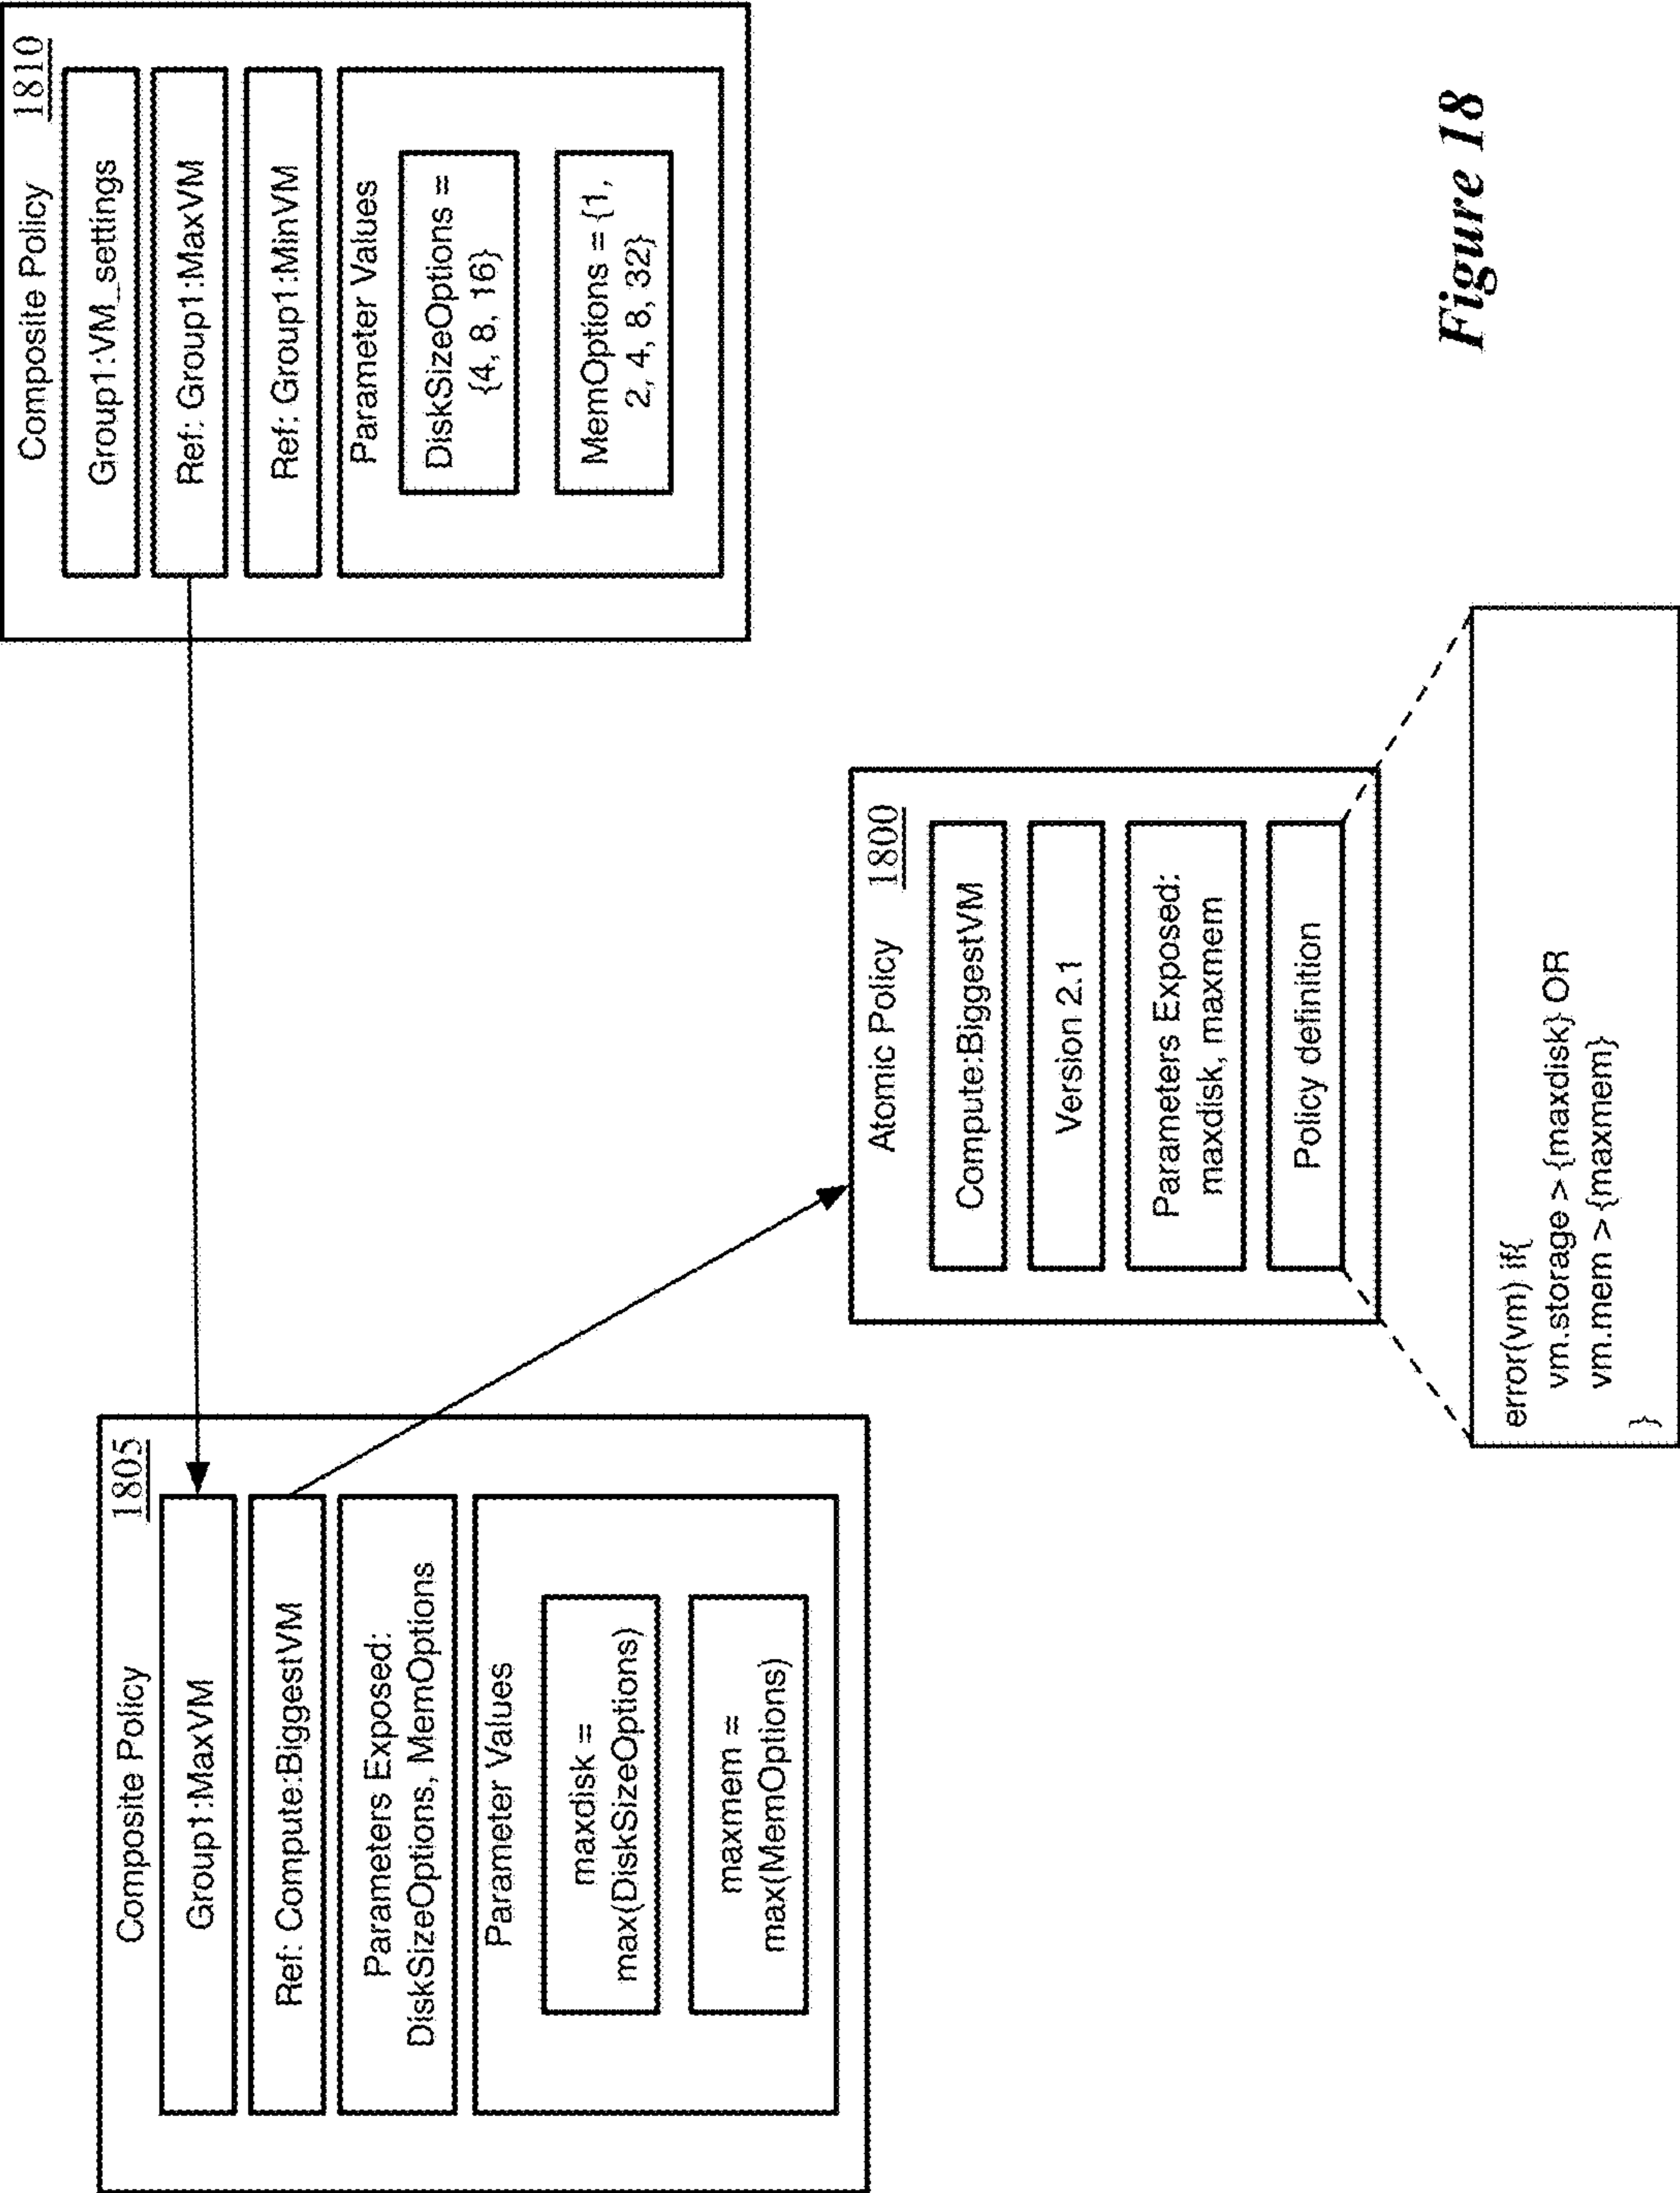 Composite Policy 1805
Group1:MaxVM
Ref: Compute:BiggestVM
Parameters Exposed:
DiskSizeOptions, MemOptions
Parameter Values
maxdisk =
max(DiskSizeOptions)
maxmem =
max(MemOptions)
Composite Policy 1810
Group1:VM_settings
Ref: Group1:MaxVM
Ref: Group1:MinVM
Parameter Values
DiskSizeOptions =
{4, 8, 16}
MemOptions = {1,
2, 4, 8, 32}
Atomic Policy 1800
Compute:BiggestVM
Version 2.1
Parameters Exposed:
maxdisk, maxmem
Policy definition
error(vm) if{
vm.storage > {maxdisk} OR
vm.mem > {maxmem}
}
Figure 18